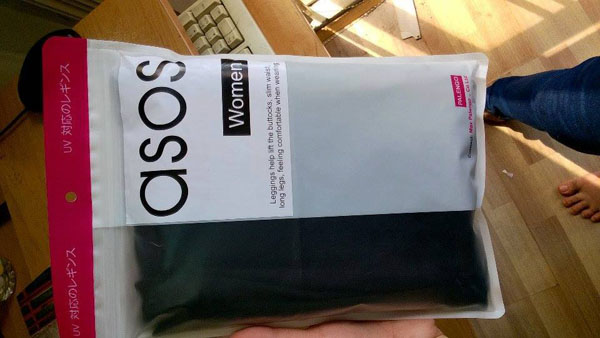 UV 対応のレギンス
UV 対応のレギンス
asos
Women
Leggings help lift the buttocks, slim waist,
long legs, feeling comfortable when wearing
PALENGO